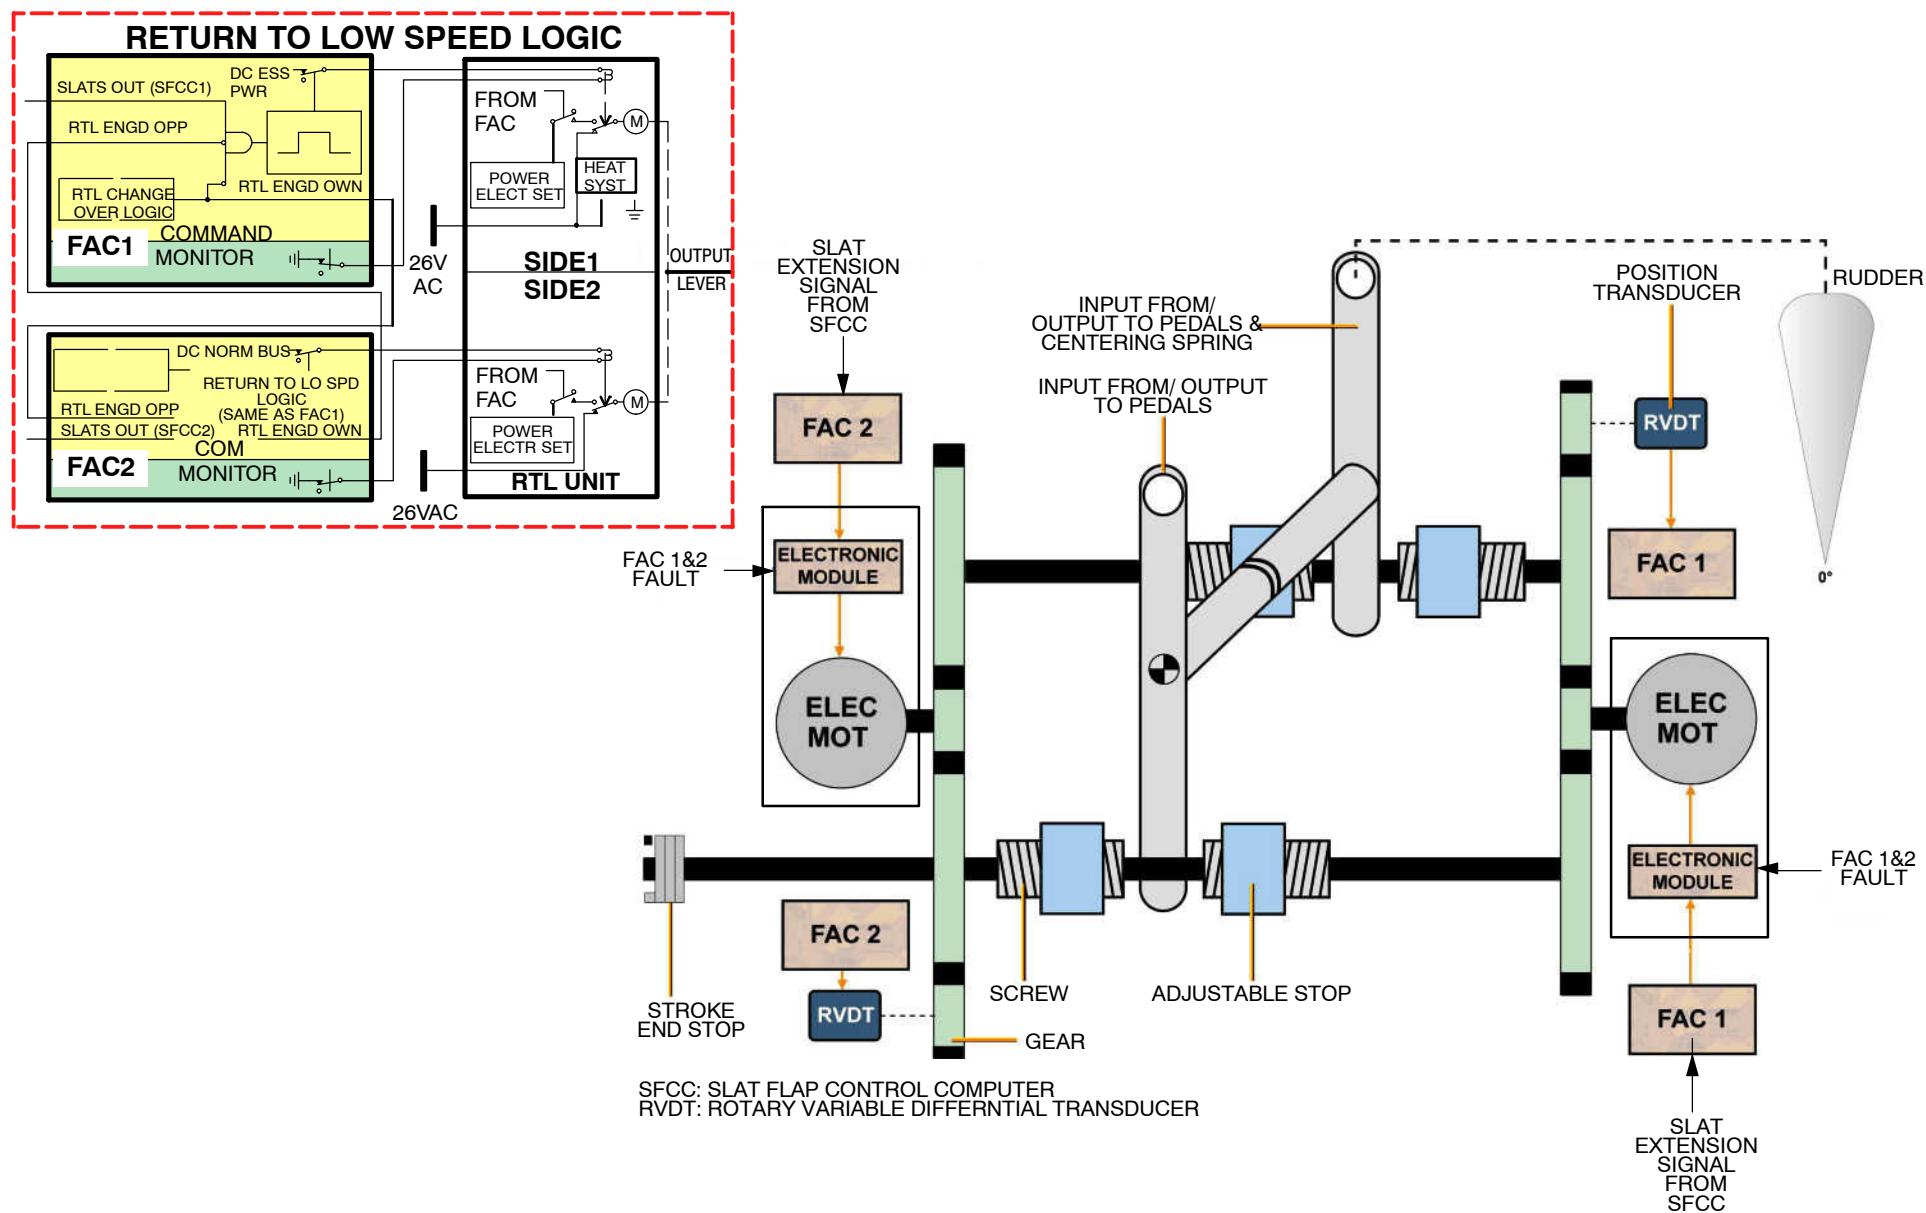 RETURN TO LOW SPEED LOGIC
SLATS OUT (SFCC1)
DC ESS
PWR
RTL ENGD OPP
RTL ENGD OWN
RTL CHANGE
OVER LOGIC
COMMAND
FAC1
MONITOR
FROM
FAC
M
POWER
ELECT SET
HEAT
SYST
26V
AC
SIDE1
SIDE2
OUTPUT
LEVER
DC NORM BUS
RETURN TO LO SPD
LOGIC
(SAME AS FAC1)
RTL ENGD OPP
SLATS OUT (SFCC2)
RTL ENGD OWN
COM
FAC2
MONITOR
FROM
FAC
M
POWER
ELECTR SET
RTL UNIT
26VAC
SLAT
EXTENSION
SIGNAL
FROM
SFCC
FAC 2
FAC 1&2
FAULT
ELECTRONIC
MODULE
ELEC
MOT
INPUT FROM/
OUTPUT TO PEDALS &
CENTERING SPRING
INPUT FROM/ OUTPUT
TO PEDALS
POSITION
TRANSDUCER
RUDDER
RVDT
FAC 1
0°
ELEC
MOT
ELECTRONIC
MODULE
FAC 1&2
FAULT
FAC 1
SLAT
EXTENSION
SIGNAL
FROM
SFCC
FAC 2
RVDT
STROKE
END STOP
SCREW
ADJUSTABLE STOP
GEAR
SFCC: SLAT FLAP CONTROL COMPUTER
RVDT: ROTARY VARIABLE DIFFERNTIAL TRANSDUCER